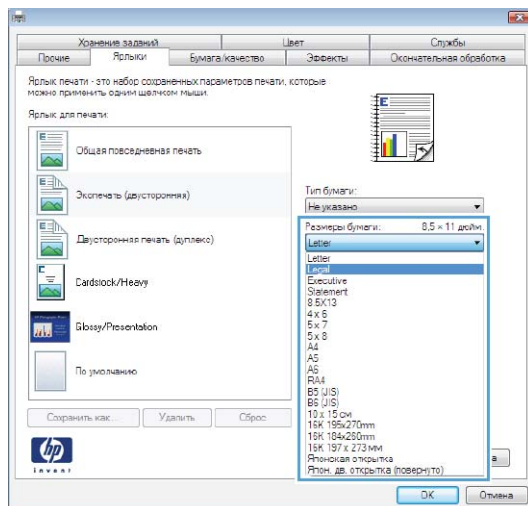 Хранение заданий
Цвет
Службы
Прочие
Ярлыки
Бумага/качество
Эффекты
Окончательная обработка
Ярлык печати - это набор сохраненных параметров печати, которые
можно применить одним щелчком мыши.
Ярлык для печати:
Общая повседневная печать
Экопечать (двусторонняя)
Двусторонняя печать (дуплекс)
Cardstock/Heavy
Glossy/Presentation
По умолчанию
Сохранить как...
Удалить
Сброс
hp
invent
E
Тип бумаги:
Не указано
Размеры бумаги:
8,5 × 11 дюйм.
Letter
Letter
Legal
Executive
Statement
8.5X13
4 x 6
5 x 7
5 x 8
A4
A5
A6
RA4
B5 (JIS)
B6 (JIS)
10 x 15 см
16K 195x270mm
16K 184x260mm
16K 197 x 273 мм
Японская открытка
Япон. дв. открытка (повернуто)
OK
Отмена